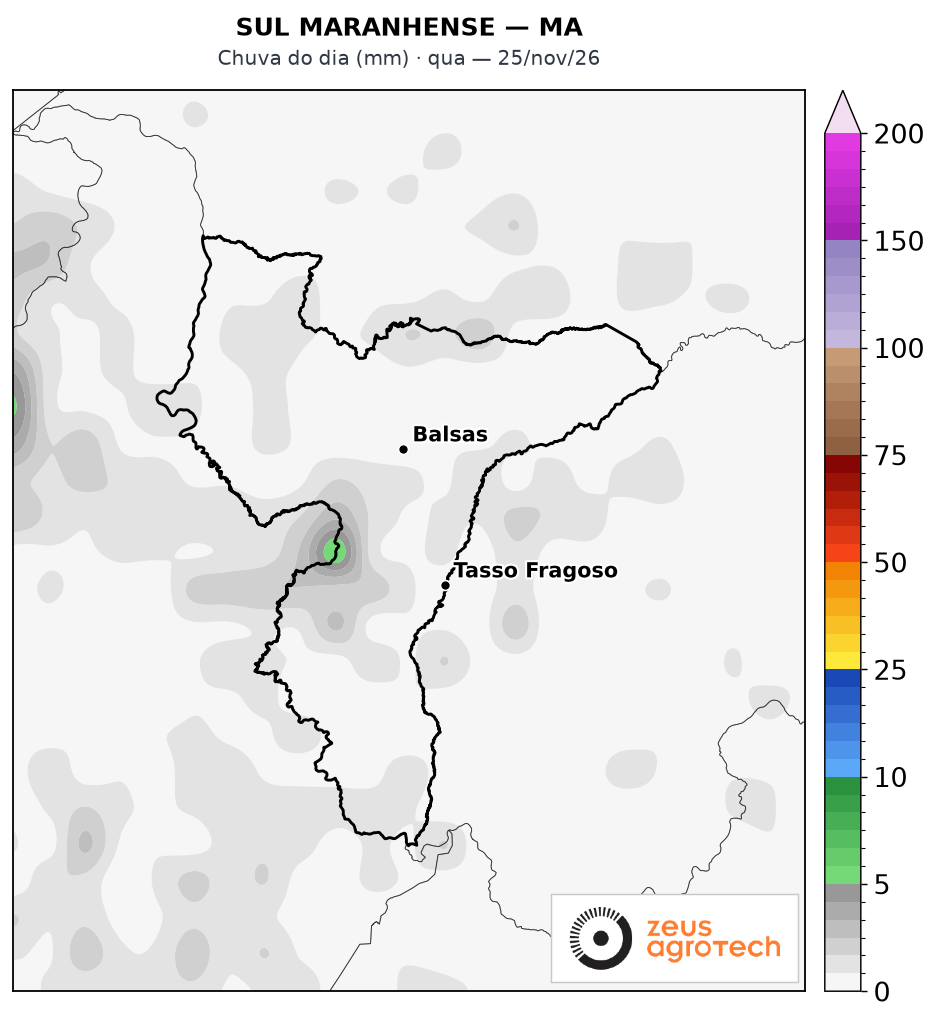 SUL MARANHENSE — MA
Chuva do dia (mm) · qua — 25/nov/26
200
150
100
75
50
25
10
5
0
Balsas
Tasso Fragoso
zeus
agrotech